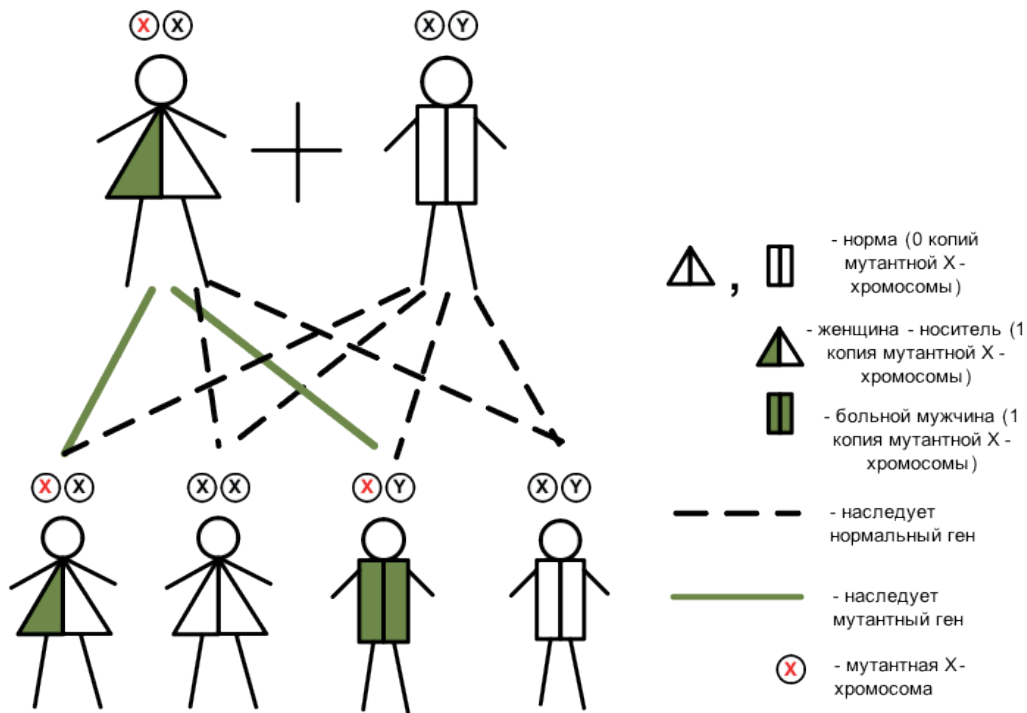 X X
X Y
- норма (0 копий
мутантной X -
хромосомы)
,
- женщина - носитель (1
копия мутантной X -
хромосомы)
- больной мужчина (1
копия мутантной X -
хромосомы)
X X
X X
X Y
X Y
- наследует
нормальный ген
- наследует
мутантный ген
X
- мутантная X-
хромосома